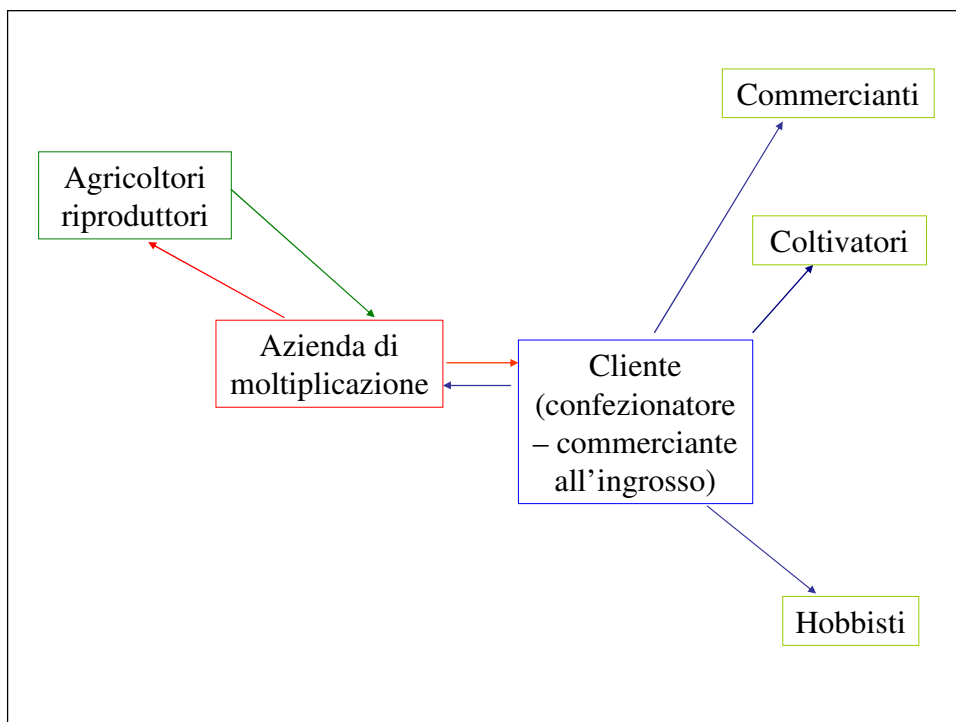 Commercianti
Agricoltori
riproduttori
Coltivatori
Azienda di
moltiplicazione
Cliente
(confezionatore
– commerciante
all’ingrosso)
Hobbisti